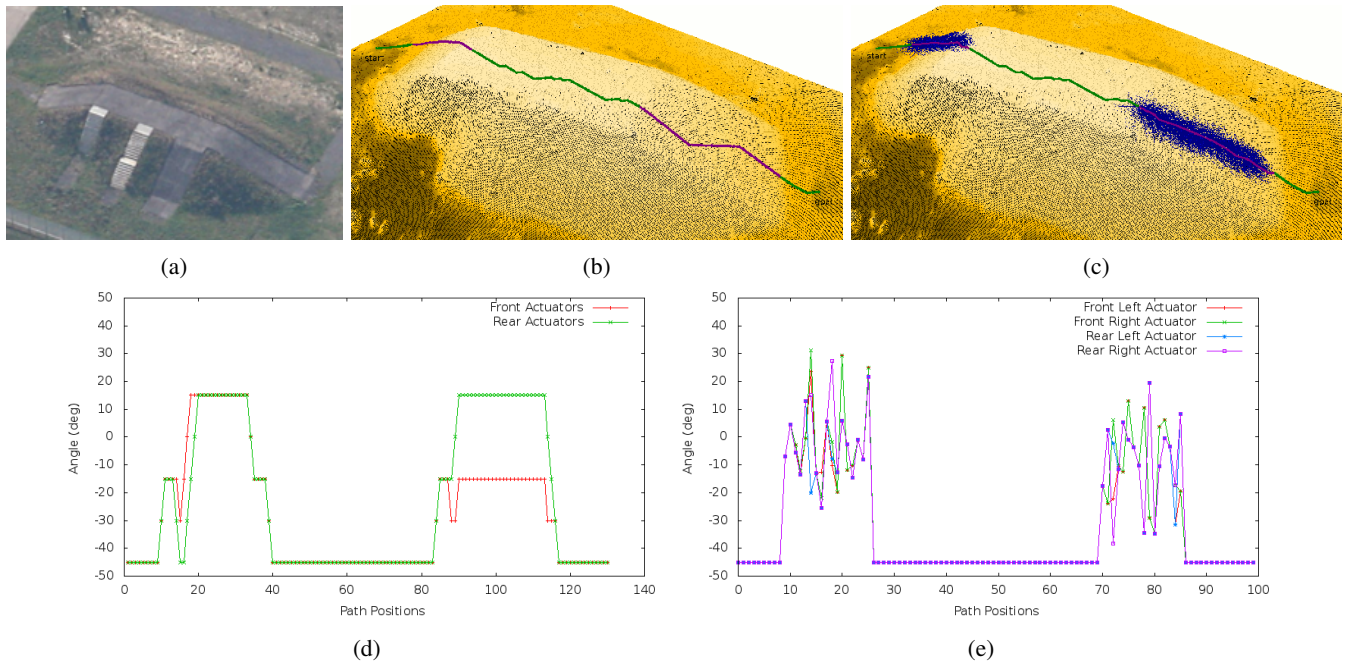 start
goal
start
goal
(a)
(b)
(c)
50
40
30
20
10
0
-10
-20
-30
-40
-50
Angle (deg)
0 20 40 60 80 100 120 140
Path Positions
Front Actuators
Rear Actuators
(d)
50
40
30
20
10
0
-10
-20
-30
-40
-50
Angle (deg)
0 10 20 30 40 50 60 70 80 90 100
Path Positions
Front Left Actuator
Front Right Actuator
Rear Left Actuator
Rear Right Actuator
(e)